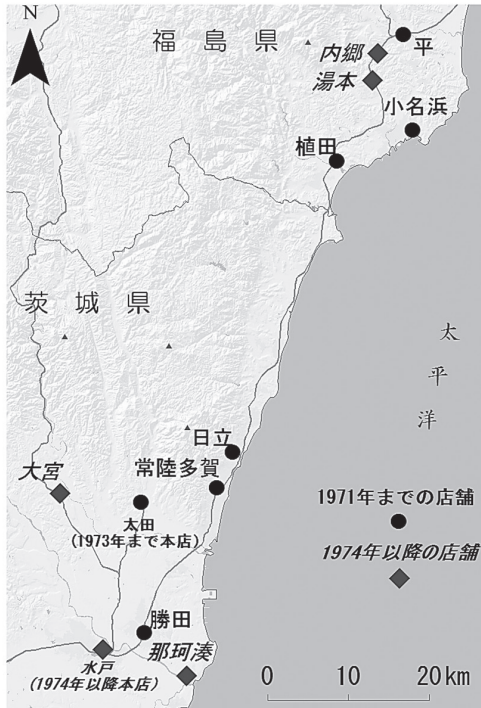 N
福島県
内郷
平
湯本
小名浜
植田
茨城県
太平洋
日立
大宮
常陸多賀
1971年までの店舗
太田
(1973年まで本店)
1974年以降の店舗
勝田
那珂湊
水戸
(1974年以降本店)
0 10 20km